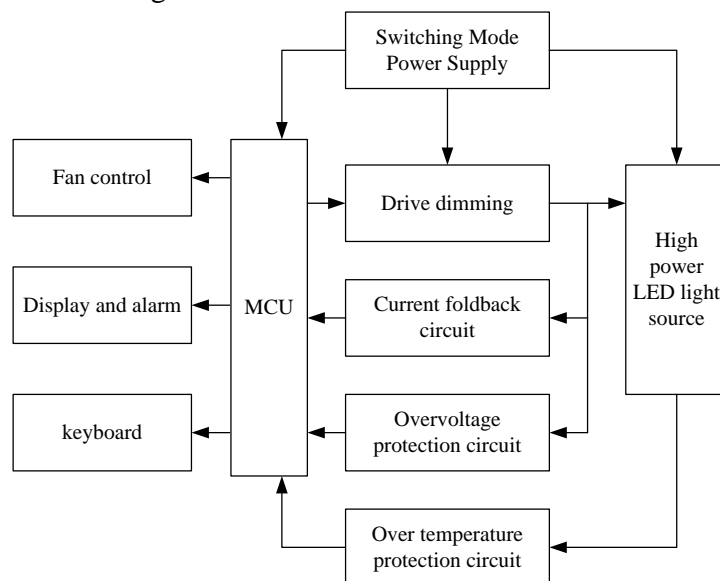 Switching Mode
Power Supply
Fan control
Drive dimming
High
power
LED light
source
Display and alarm
MCU
Current foldback
circuit
keyboard
Overvoltage
protection circuit
Over temperature
protection circuit